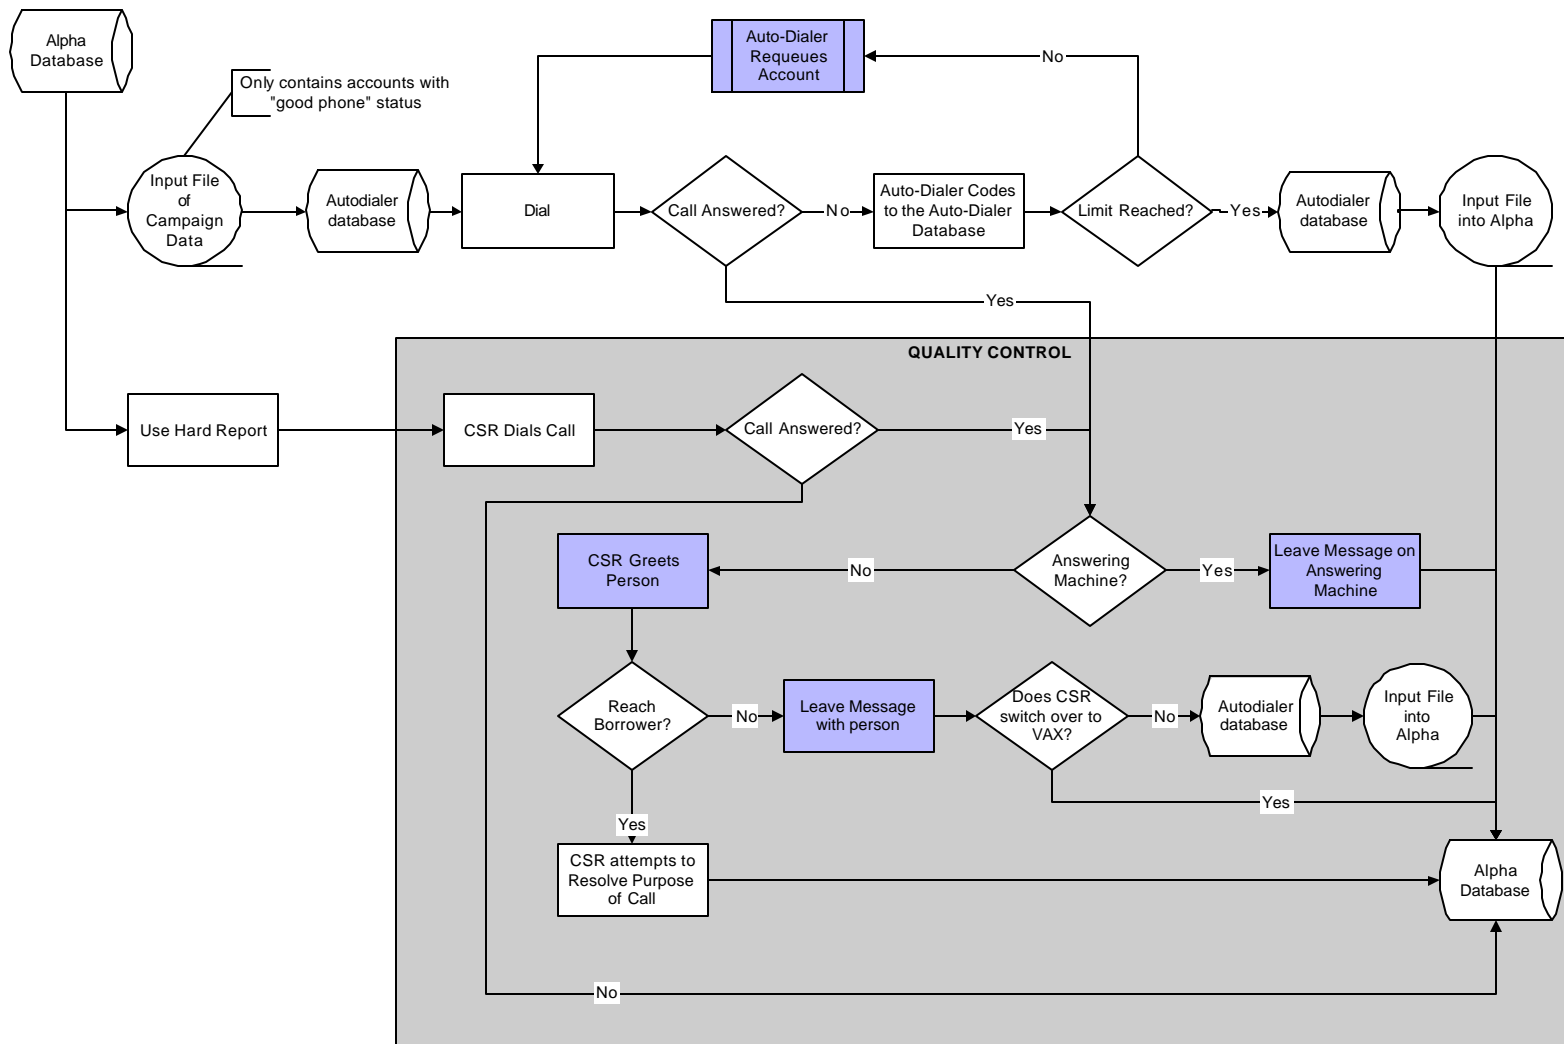 Alpha
Database
Only contains accounts with
"good phone" status
Auto-Dialer
Requeues
Account
No
Input File
of
Campaign
Data
Autodialer
database
Dial
Call Answered?
No
Auto-Dialer Codes
to the Auto-Dialer
Database
Limit Reached?
Yes
Autodialer
database
Input File
into Alpha
Yes
QUALITY CONTROL
Use Hard Report
CSR Dials Call
Call Answered?
Yes
CSR Greets
Person
No
Answering
Machine?
Yes
Leave Message on
Answering
Machine
Reach
Borrower?
No
Leave Message
with person
Does CSR
switch over to
VAX?
No
Autodialer
database
Input File
into
Alpha
Yes
Yes
CSR attempts to
Resolve Purpose
of Call
Alpha
Database
No